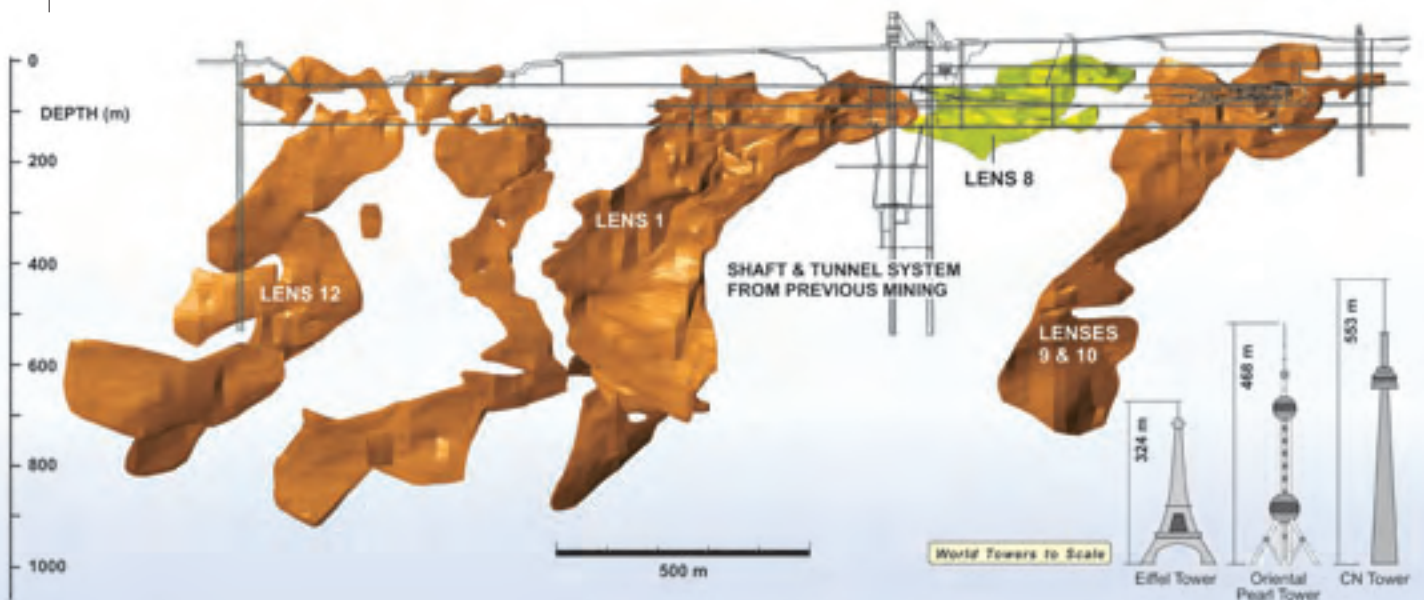 0
DEPTH (m)
200
400
600
800
1000
LENS 12
LENS 1
LENS 8
SHAFT & TUNNEL SYSTEM
FROM PREVIOUS MINING
LENSES
9 & 10
500 m
World Towers to Scale
324 m
Eiffel Tower
468 m
Oriental
Pearl Tower
553 m
CN Tower